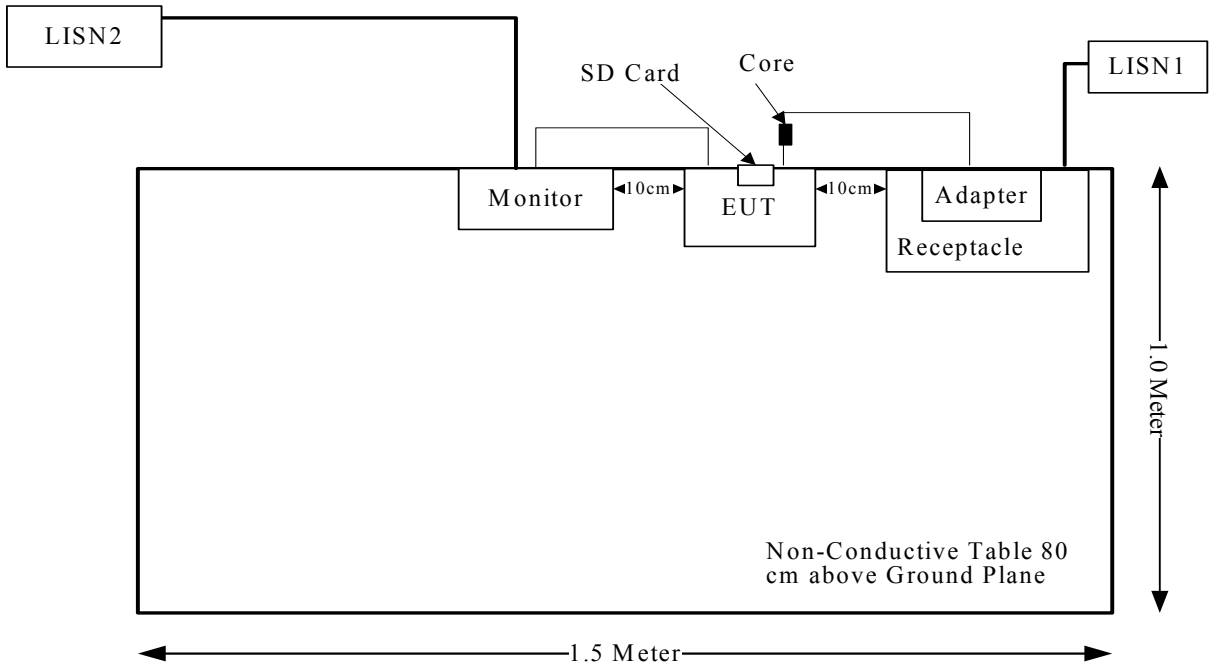 LISN2
LISN1
SD Card
Core
Monitor
10cm
EUT
10cm
Adapter
Receptacle
1.0 Meter
Non-Conductive Table 80
cm above Ground Plane
1.5 Meter